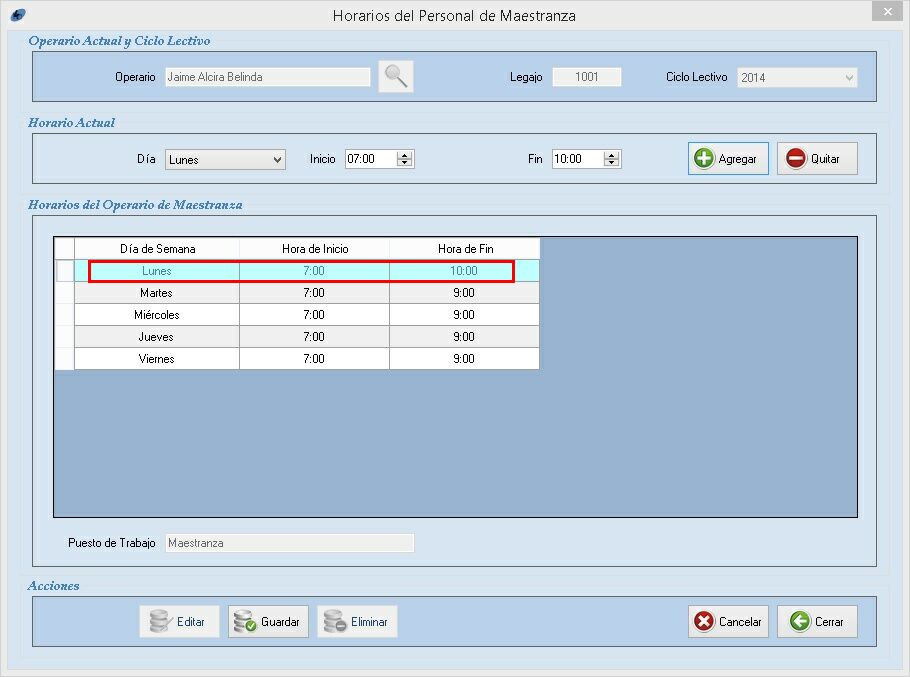 Horarios del Personal de Maestranza
Operario Actual y Ciclo Lectivo
Operario Jaime Alcira Belinda Legajo 1001 Ciclo Lectivo 2014
Horario Actual
Día Lunes Inicio 07:00 Fin 10:00 Agregar Quitar
Horarios del Operario de Maestranza
Día de Semana Hora de Inicio Hora de Fin
Lunes 7:00 10:00
Martes 7:00 9:00
Miércoles 7:00 9:00
Jueves 7:00 9:00
Viernes 7:00 9:00
Puesto de Trabajo Maestranza
Acciones
Editar Guardar Eliminar Cancelar Cerrar